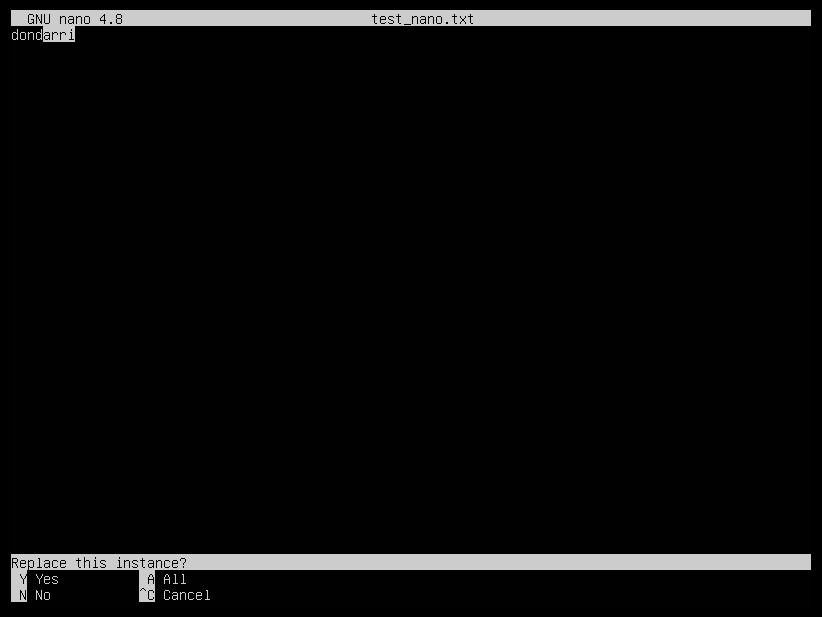 GNU nano 4.8 test_nano.txt
dondarri
Replace this instance?
Y Yes A All
N No ^C Cancel